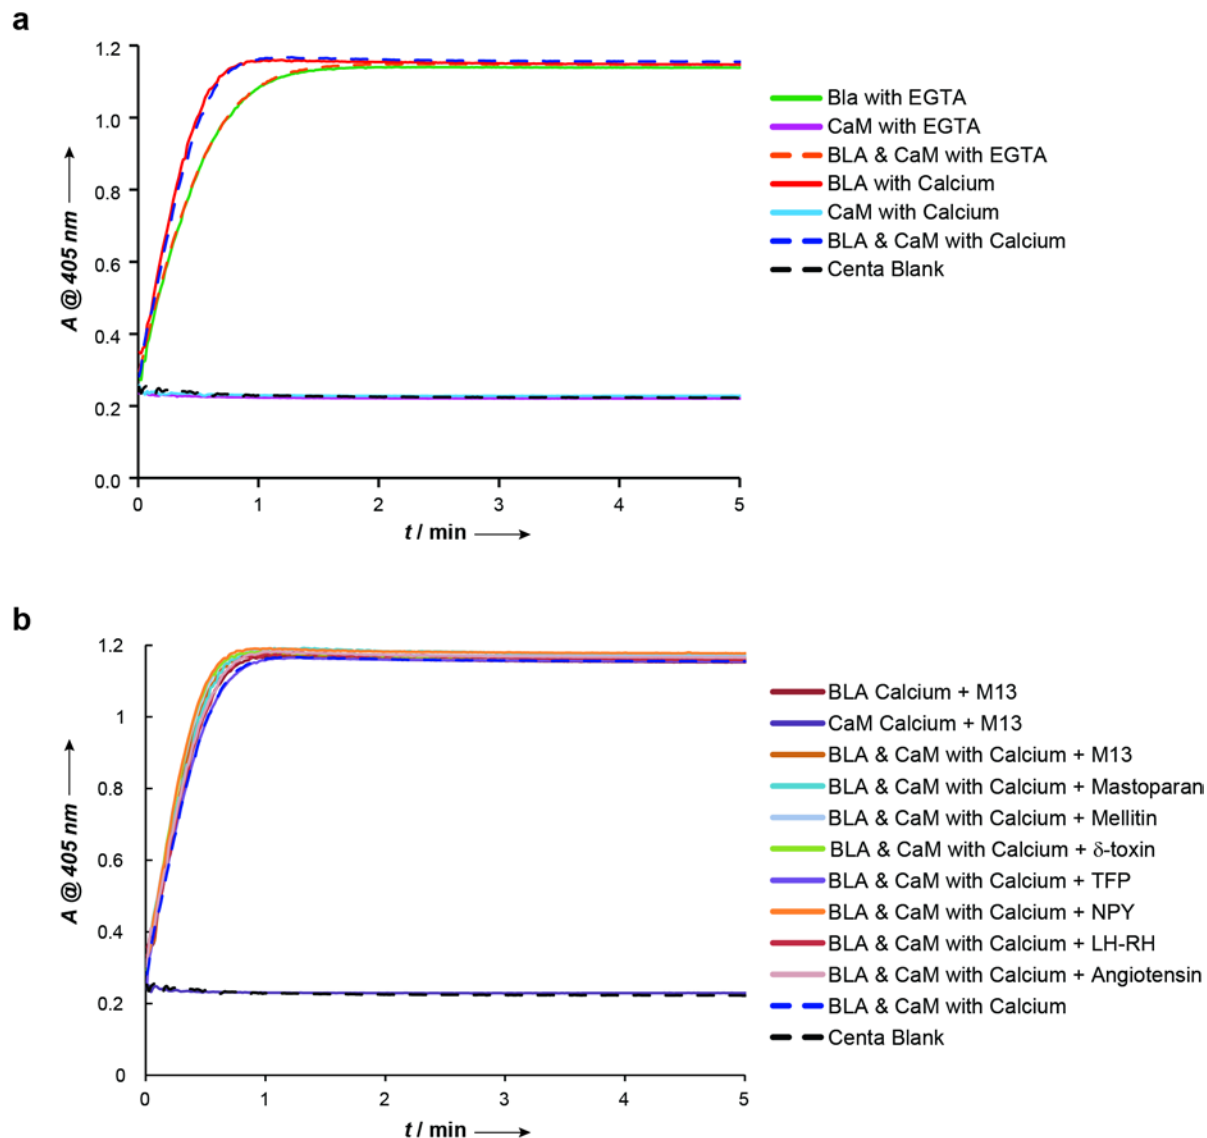 a
1.2
1.0
0.8
0.6
0.4
0.2
0.0
A @ 405 nm
0 1 2 3 4 5
t / min
Bla with EGTA
CaM with EGTA
BLA & CaM with EGTA
BLA with Calcium
CaM with Calcium
BLA & CaM with Calcium
Centa Blank
b
1.2
1
0.8
0.6
0.4
0.2
0
A @ 405 nm
0 1 2 3 4 5
t / min
BLA Calcium + M13
CaM Calcium + M13
BLA & CaM with Calcium + M13
BLA & CaM with Calcium + Mastoparan
BLA & CaM with Calcium + Mellitin
BLA & CaM with Calcium + δ-toxin
BLA & CaM with Calcium + TFP
BLA & CaM with Calcium + NPY
BLA & CaM with Calcium + LH-RH
BLA & CaM with Calcium + Angiotensin
BLA & CaM with Calcium
Centa Blank